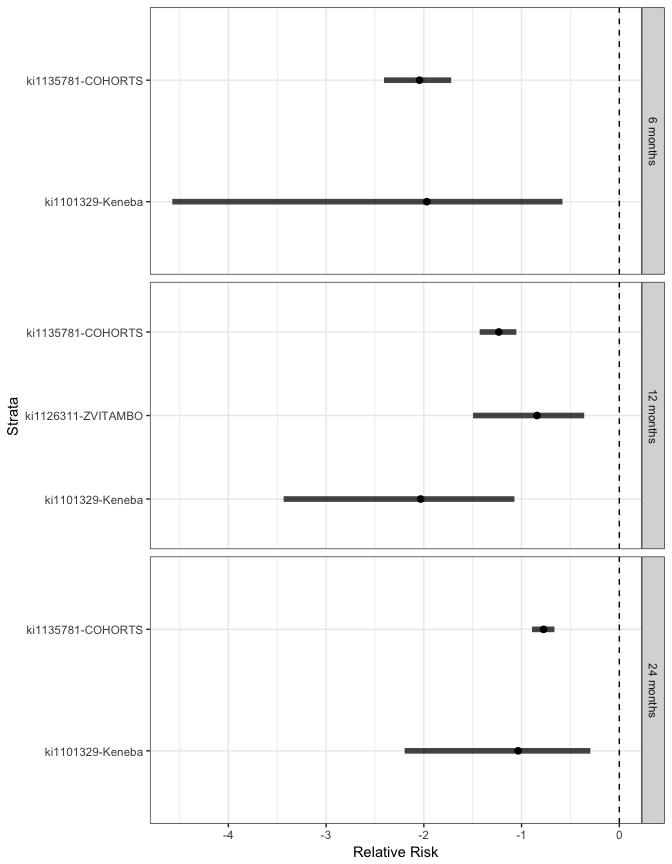 ki1135781-COHORTS
ki1101329-Keneba
6 months
ki1135781-COHORTS
ki1126311-ZVITAMBO
ki1101329-Keneba
12 months
Strata
ki1135781-COHORTS
ki1101329-Keneba
24 months
-4 -3 -2 -1 0
Relative Risk